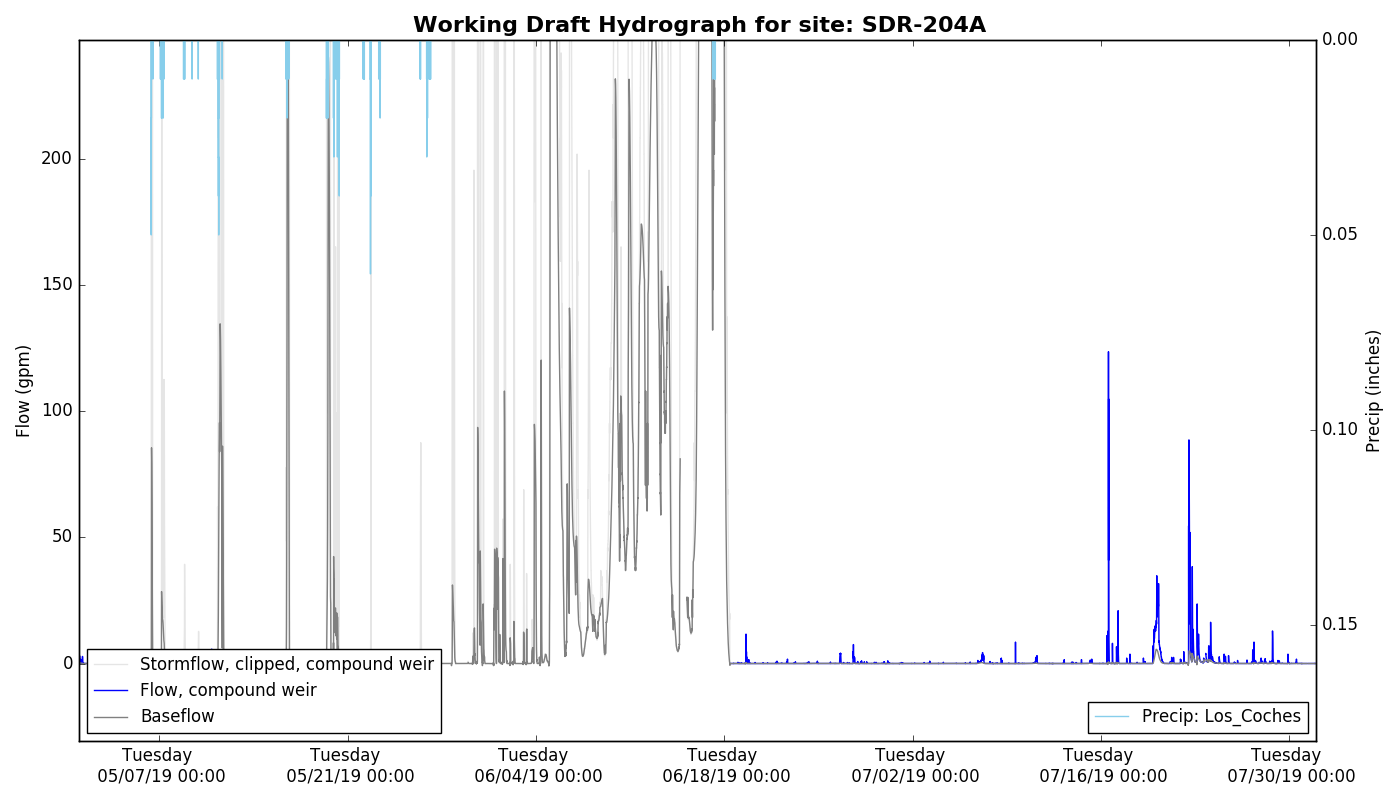 Working Draft Hydrograph for site: SDR-204A
Flow (gpm)
200
150
100
50
0
0.00
0.05
0.10
0.15
Precip (inches)
Stormflow, clipped, compound weir
Flow, compound weir
Baseflow
Precip: Los_Coches
Tuesday
05/07/19 00:00
Tuesday
05/21/19 00:00
Tuesday
06/04/19 00:00
Tuesday
06/18/19 00:00
Tuesday
07/02/19 00:00
Tuesday
07/16/19 00:00
Tuesday
07/30/19 00:00